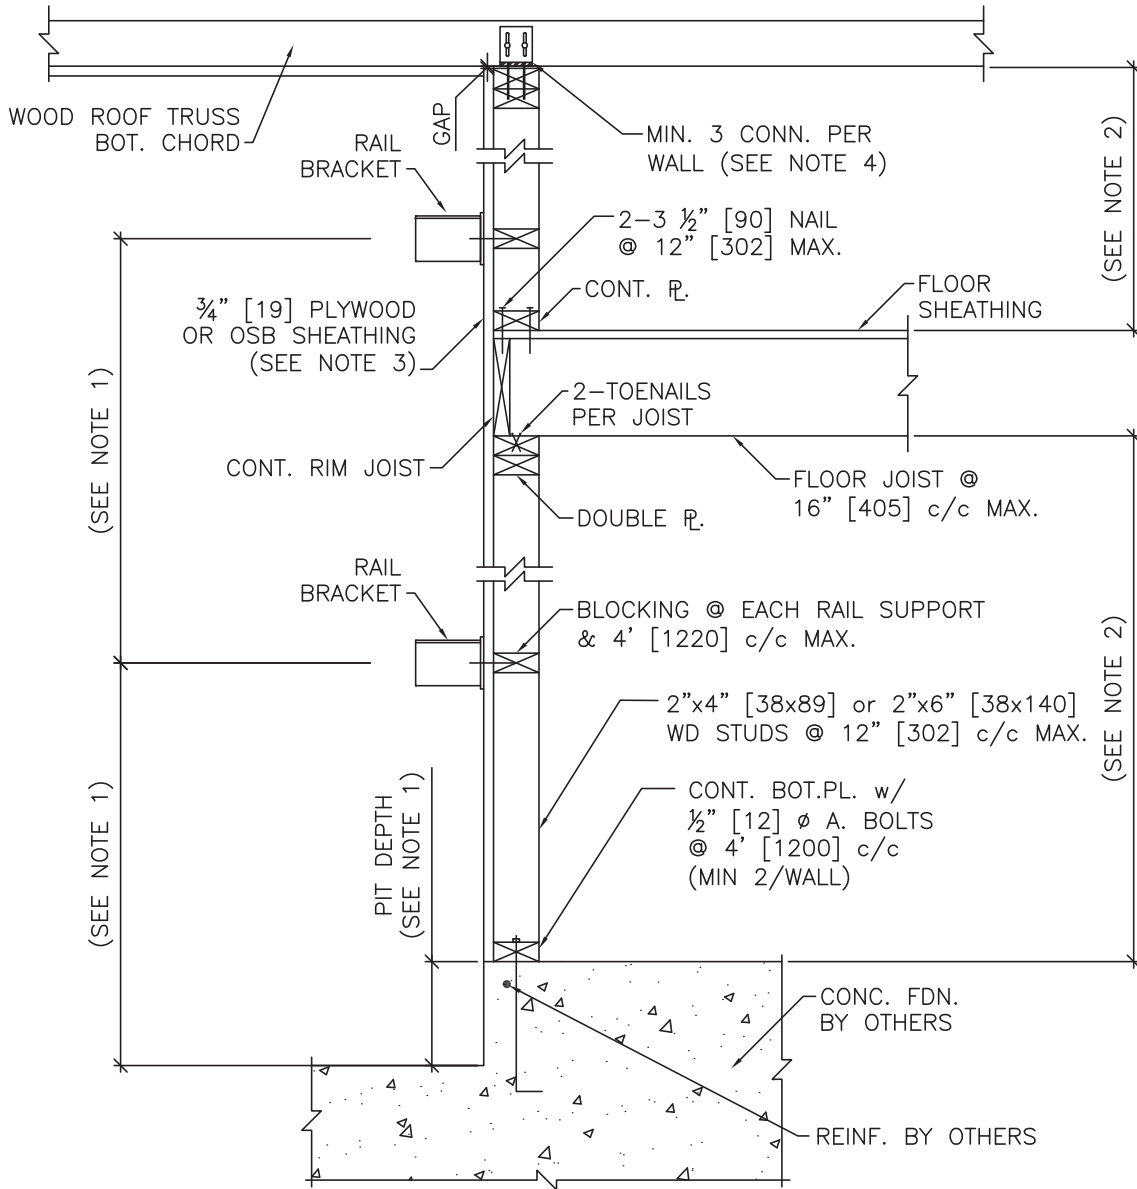 WOOD ROOF TRUSS
BOT. CHORD
GAP
RAIL
BRACKET
MIN. 3 CONN. PER
WALL (SEE NOTE 4)
(SEE NOTE 2)
2-3 ½" [90] NAIL
@ 12" [302] MAX.
CONT. ℄.
FLOOR
SHEATHING
¾" [19] PLYWOOD
OR OSB SHEATHING
(SEE NOTE 3)
(SEE NOTE 1)
2-TOENAILS
PER JOIST
CONT. RIM JOIST
FLOOR JOIST @
16" [405] c/c MAX.
DOUBLE PL.
RAIL
BRACKET
BLOCKING @ EACH RAIL SUPPORT
& 4' [1220] c/c MAX.
(SEE NOTE 2)
2"x4" [38x89] or 2"x6" [38x140]
WD STUDS @ 12" [302] c/c MAX.
CONT. BOT.PL. w/
½" [12] ø A. BOLTS
@ 4' [1200] c/c
(MIN 2/WALL)
(SEE NOTE 1)
PIT DEPTH
(SEE NOTE 1)
CONC. FDN.
BY OTHERS
REINF. BY OTHERS